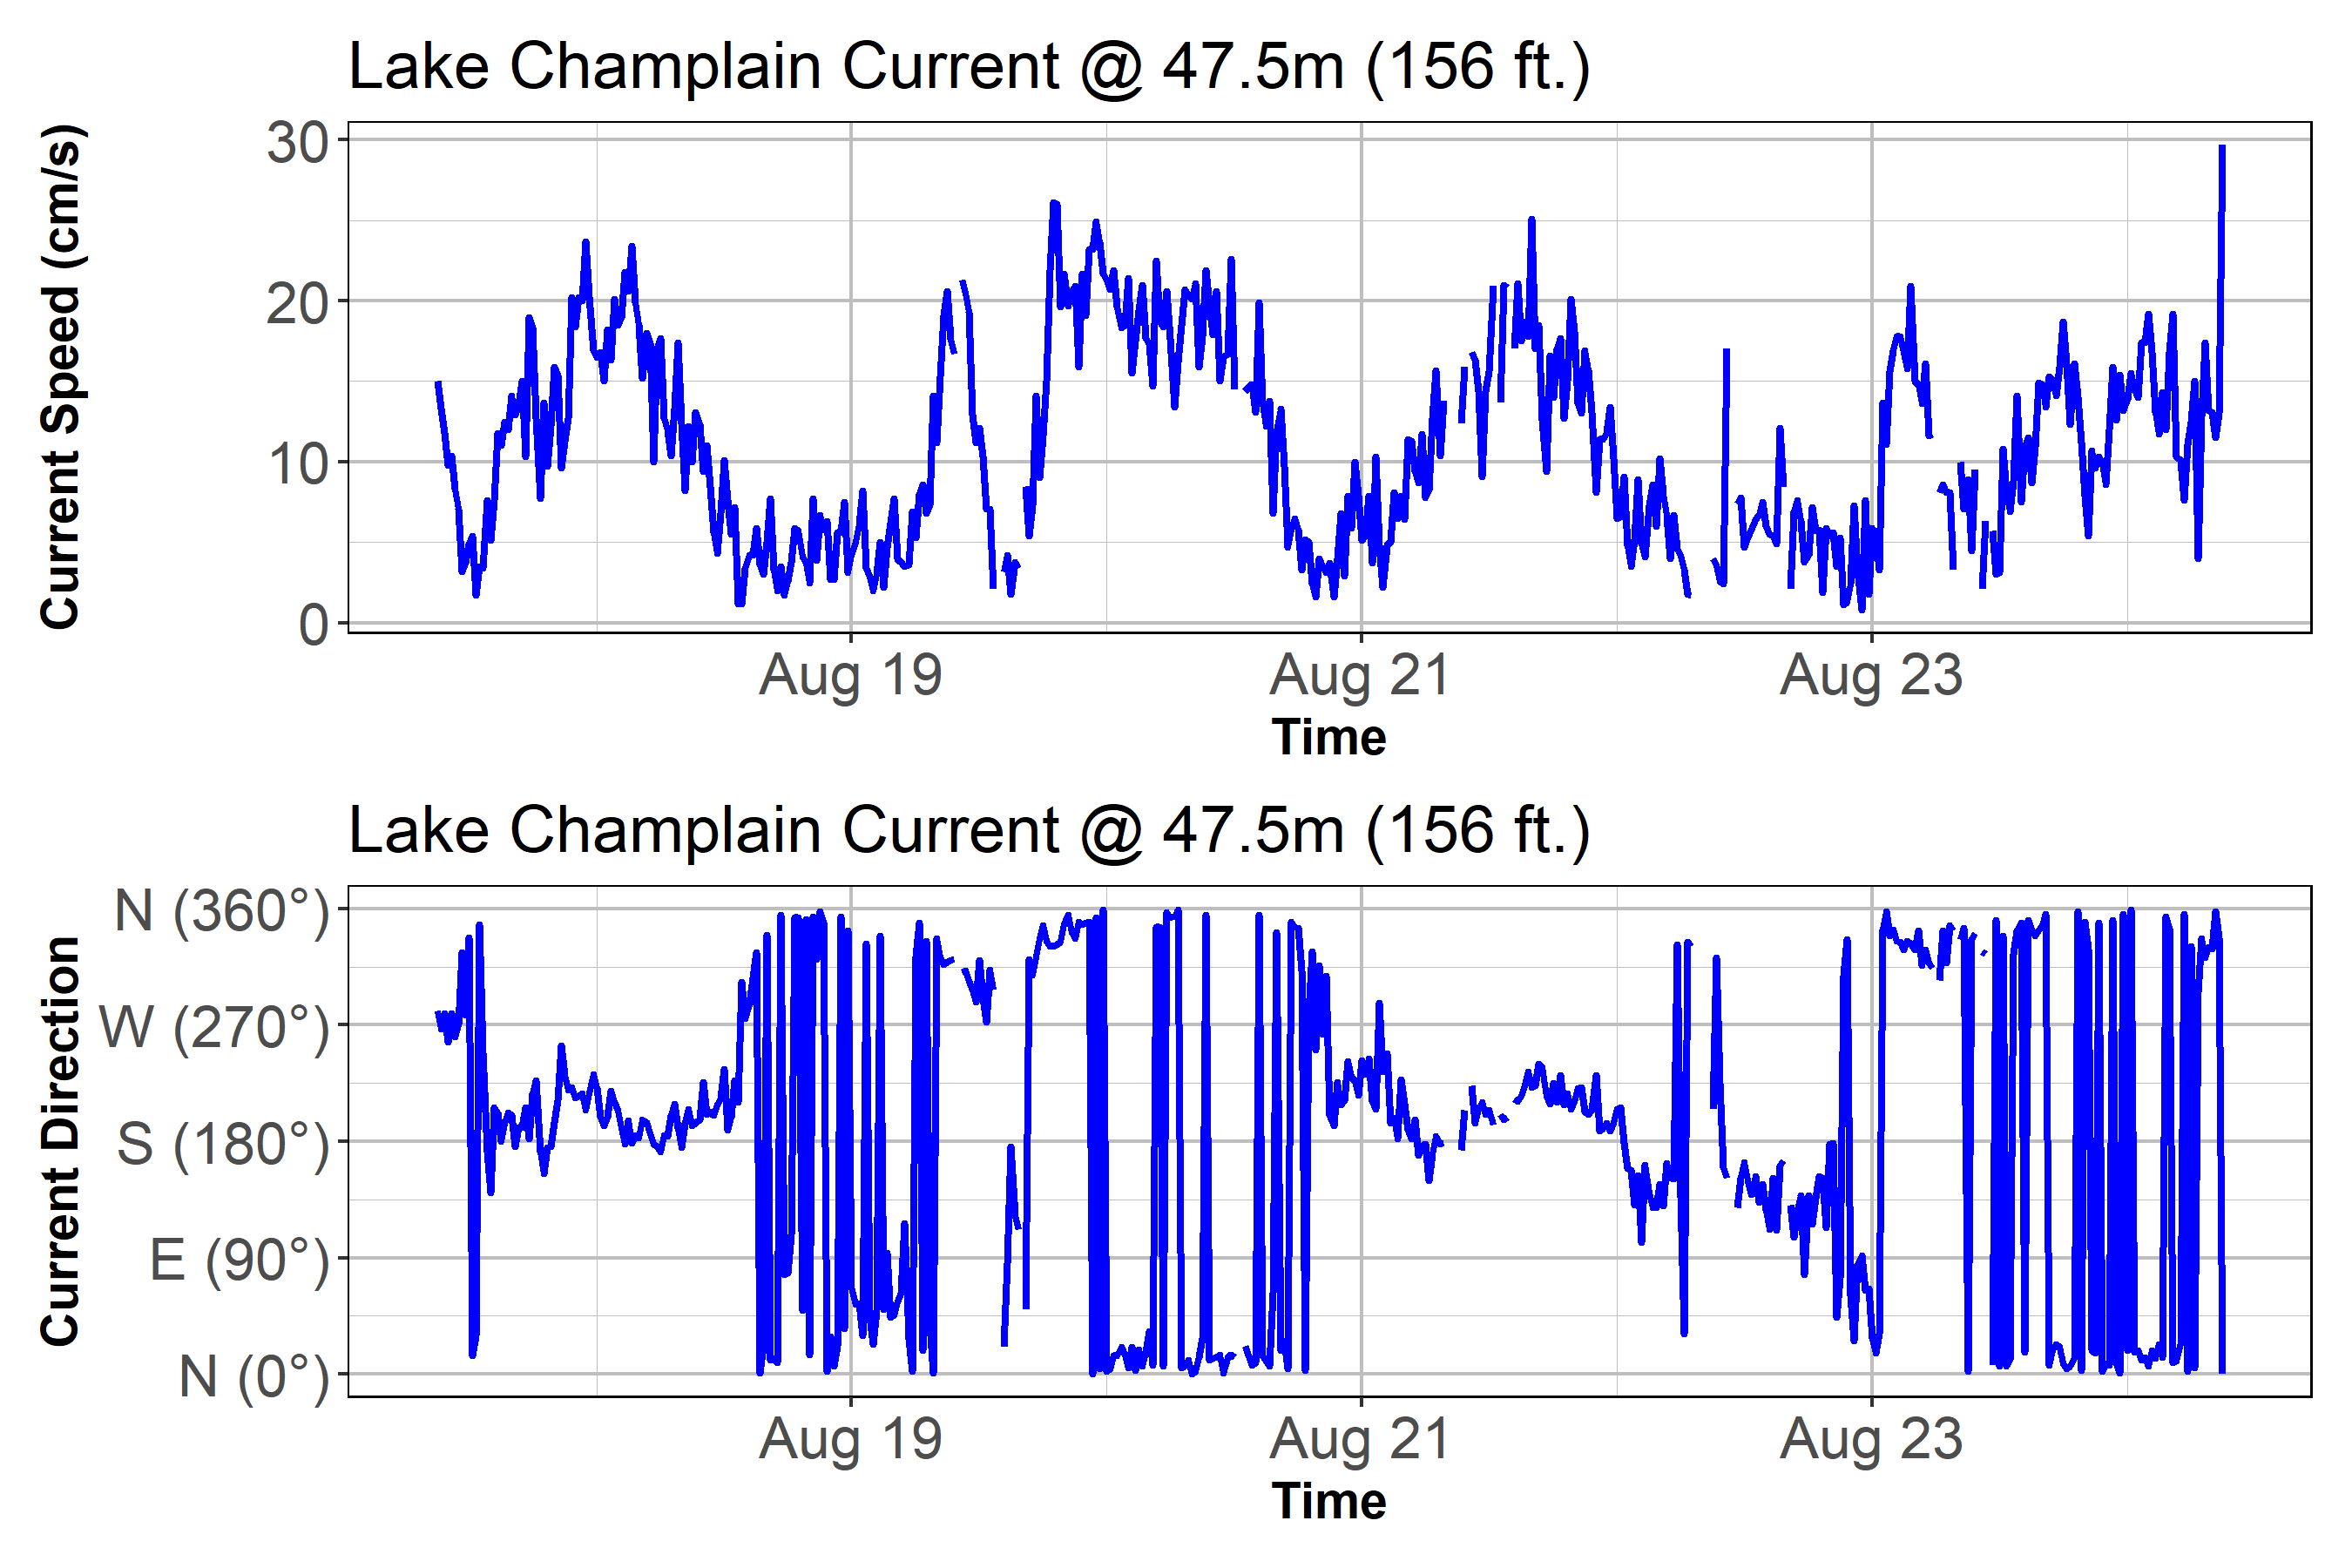 Lake Champlain Current @ 47.5m (156 ft.)
Current Speed (cm/s)
30
20
10
0
Aug 19
Aug 21
Aug 23
Time
Lake Champlain Current @ 47.5m (156 ft.)
Current Direction
N (360°)
W (270°)
S (180°)
E (90°)
N (0°)
Aug 19
Aug 21
Aug 23
Time